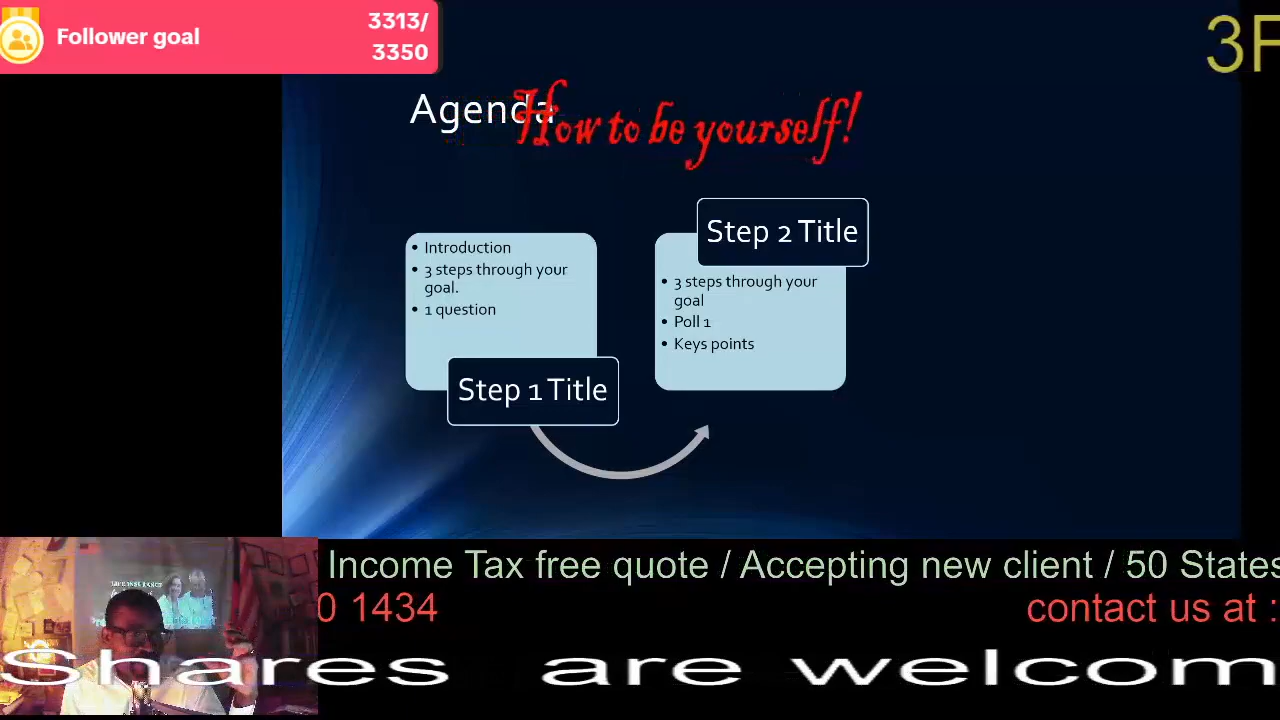 Follower goal
3313/
3350
3F
Agenda
How to be yourself!
Step 2 Title
• Introduction
• 3 steps through your
goal.
• 1 question
• 3 steps through your
goal
• Poll 1
• Keys points
Step 1 Title
Income Tax free quote / Accepting new client / 50 States
0 1434
contact us at :
Shares are welcom